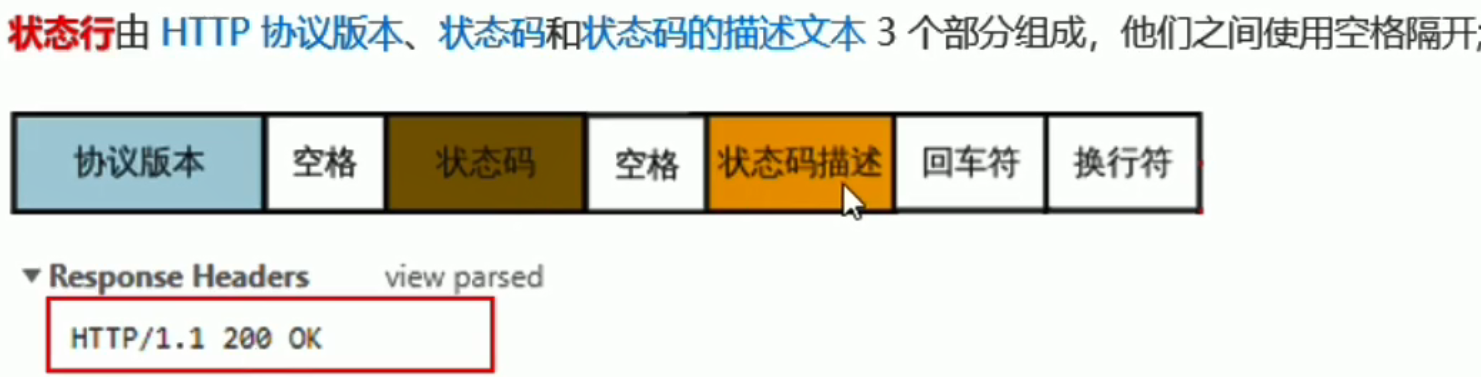 状态行由 HTTP 协议版本、状态码和状态码的描述文本 3 个部分组成，他们之间使用空格隔开;
协议版本 空格 状态码 空格 状态码描述 回车符 换行符
▼ Response Headers view parsed
HTTP/1.1 200 OK